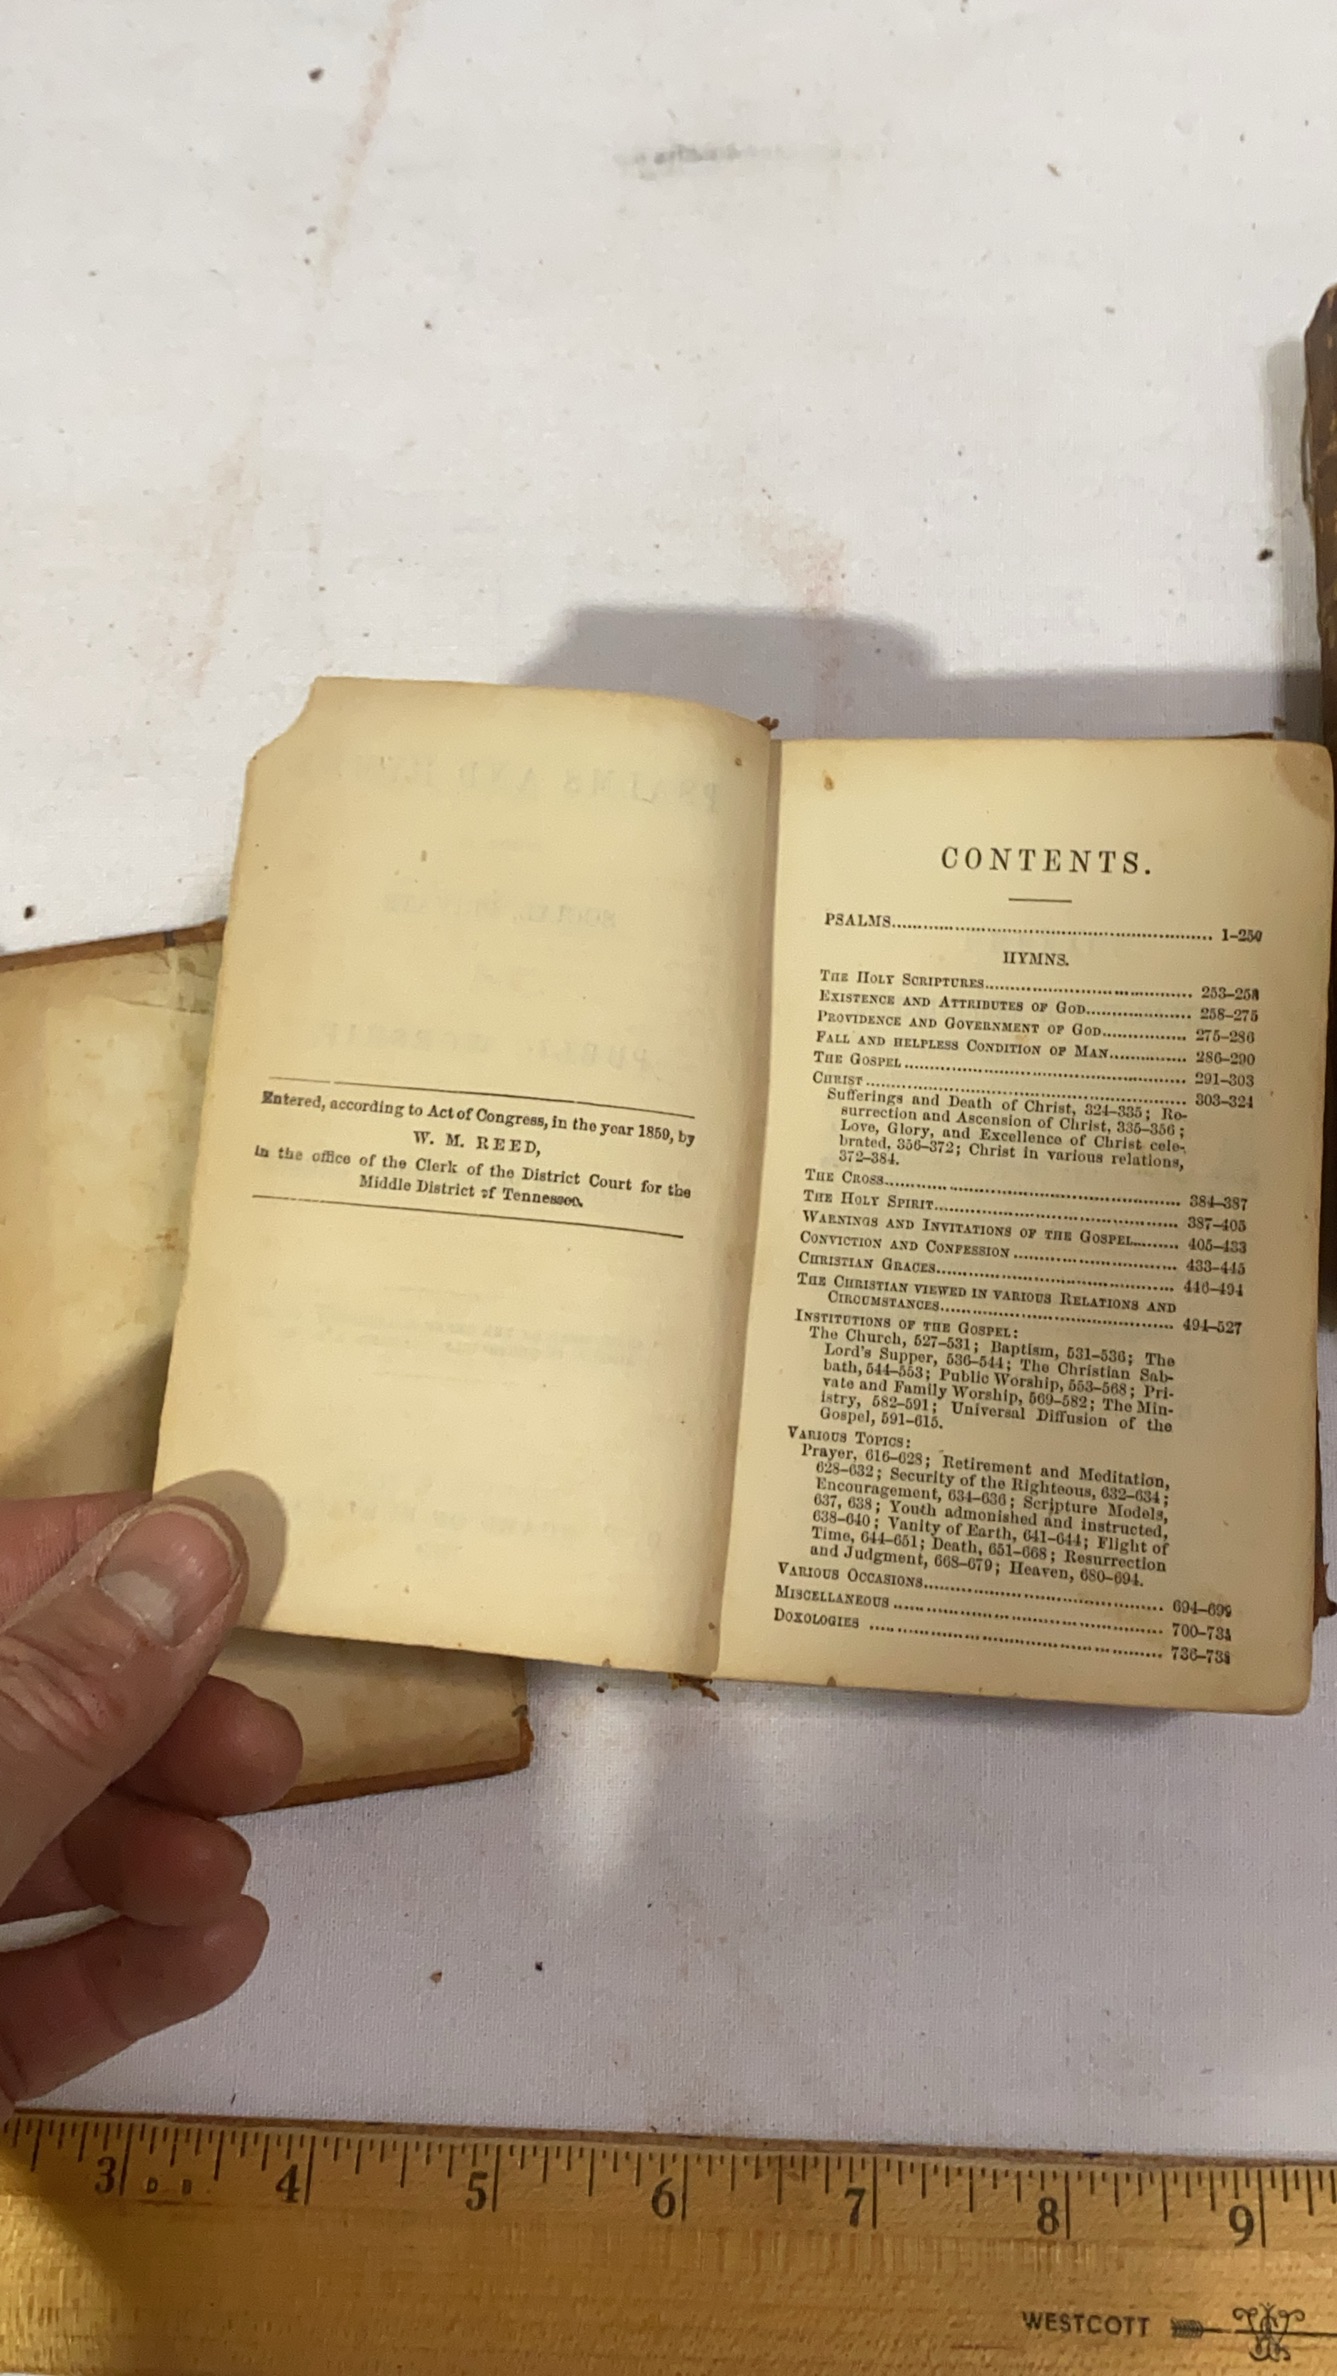 Entered, according to Act of Congress, in the year 1859, by
W. M. REED,
in the office of the Clerk of the District Court for the
Middle District of Tennessee.
CONTENTS.
PSALMS........ 1-250
HYMNS.
THE HOLY SCRIPTURES........ 253-258
EXISTENCE AND ATTRIBUTES OF GOD........ 258-275
PROVIDENCE AND GOVERNMENT OF GOD........ 275-286
FALL AND HELPLESS CONDITION OF MAN........ 286-290
THE GOSPEL........ 291-303
CHRIST........ 303-324
Sufferings and Death of Christ, 324-335; Re-
surrection and Ascension of Christ, 335-356;
Love, Glory, and Excellence of Christ cele-
brated, 356-372; Christ in various relations,
372-384.
THE CROSS........ 384-387
THE HOLY SPIRIT........ 387-405
WARNINGS AND INVITATIONS OF THE GOSPEL........ 405-433
CONVICTION AND CONFESSION........ 433-445
CHRISTIAN GRACES........ 446-494
THE CHRISTIAN VIEWED IN VARIOUS RELATIONS AND
CIRCUMSTANCES........ 494-527
INSTITUTIONS OF THE GOSPEL:
The Church, 527-531; Baptism, 531-536; The
Lord's Supper, 536-544; The Christian Sab-
bath, 544-553; Public Worship, 553-568; Pri-
vate and Family Worship, 569-582; The Min-
istry, 582-591; Universal Diffusion of the
Gospel, 591-615.
VARIOUS TOPICS:
Prayer, 616-628; Retirement and Meditation,
628-632; Security of the Righteous, 632-634;
Encouragement, 634-636; Scripture Models,
637, 638; Youth admonished and instructed,
638-640; Vanity of Earth, 641-644; Flight of
Time, 644-651; Death, 651-668; Resurrection
and Judgment, 668-679; Heaven, 680-694.
VARIOUS OCCASIONS........ 694-699
MISCELLANEOUS........ 700-734
DOXOLOGIES........ 736-738
3 4 5 6 7 8 9
WESTCOTT